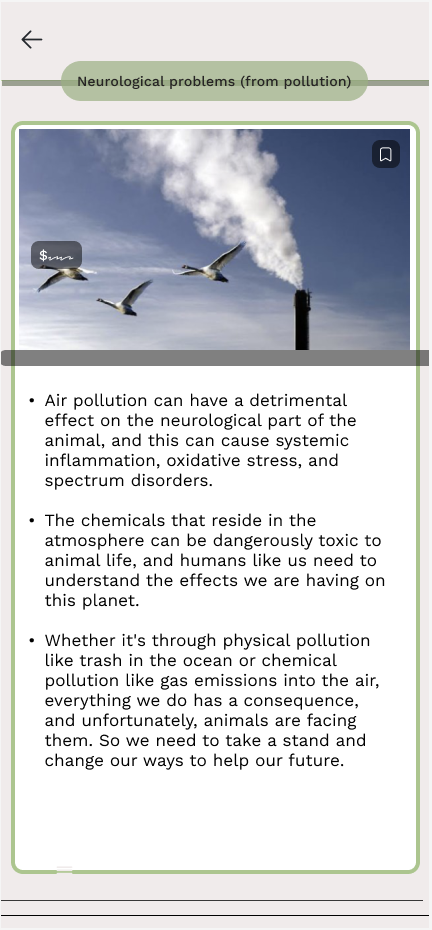 Neurological problems (from pollution)
$
• Air pollution can have a detrimental
effect on the neurological part of the
animal, and this can cause systemic
inflammation, oxidative stress, and
spectrum disorders.
• The chemicals that reside in the
atmosphere can be dangerously toxic to
animal life, and humans like us need to
understand the effects we are having on
this planet.
• Whether it's through physical pollution
like trash in the ocean or chemical
pollution like gas emissions into the air,
everything we do has a consequence,
and unfortunately, animals are facing
them. So we need to take a stand and
change our ways to help our future.